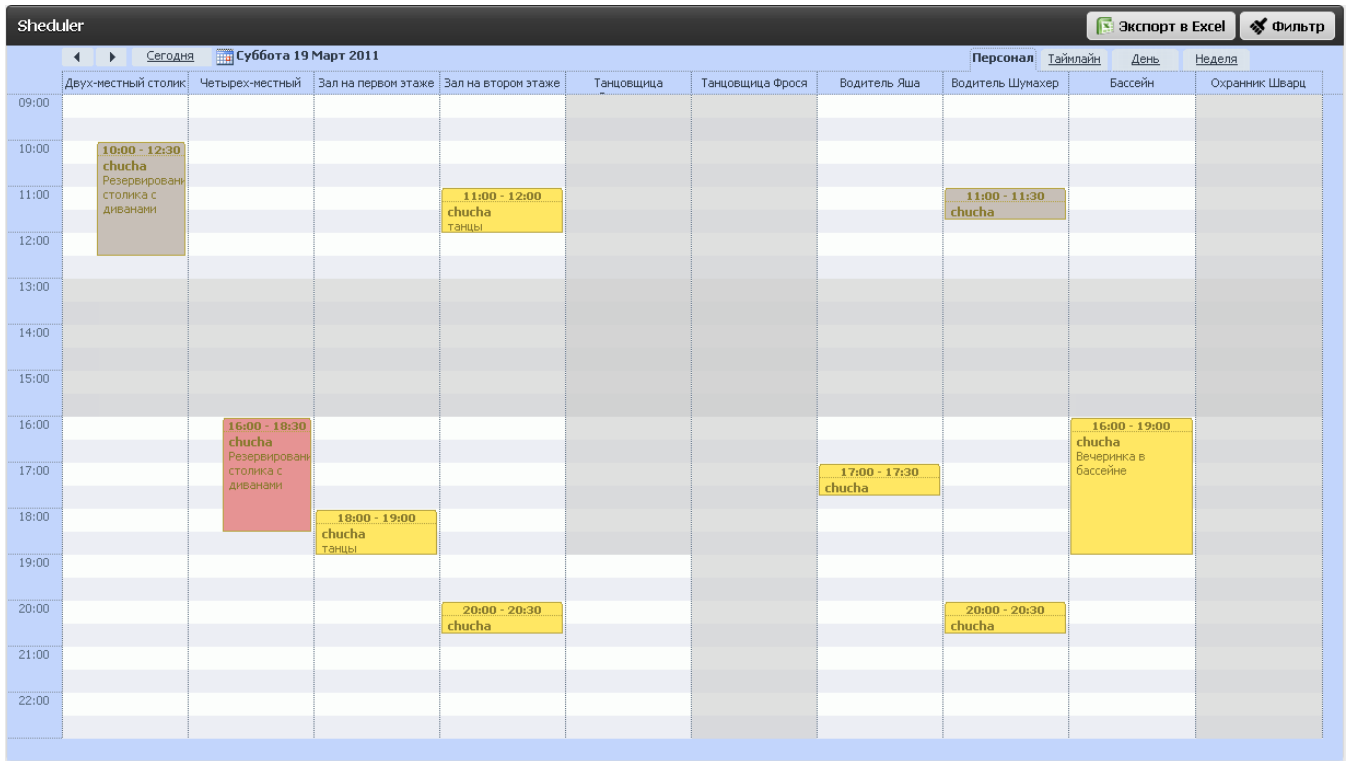 Sheduler
Экспорт в Excel
Фильтр
Сегодня
Суббота 19 Март 2011
Персонал
Таймлайн
День
Неделя
Двух-местный столик
Четырех-местный
Зал на первом этаже
Зал на втором этаже
Танцовщица
Танцовщица Фрося
Водитель Яша
Водитель Шумахер
Бассейн
Охранник Шварц
09:00
10:00
10:00 - 12:30
chucha
Резервировани
столика с
диванами
11:00
11:00 - 12:00
chucha
танцы
11:00 - 11:30
chucha
12:00
13:00
14:00
15:00
16:00
16:00 - 18:30
chucha
Резервировани
столика с
диванами
16:00 - 19:00
chucha
Вечеринка в
бассейне
17:00
17:00 - 17:30
chucha
18:00
18:00 - 19:00
chucha
танцы
19:00
20:00
20:00 - 20:30
chucha
20:00 - 20:30
chucha
21:00
22:00